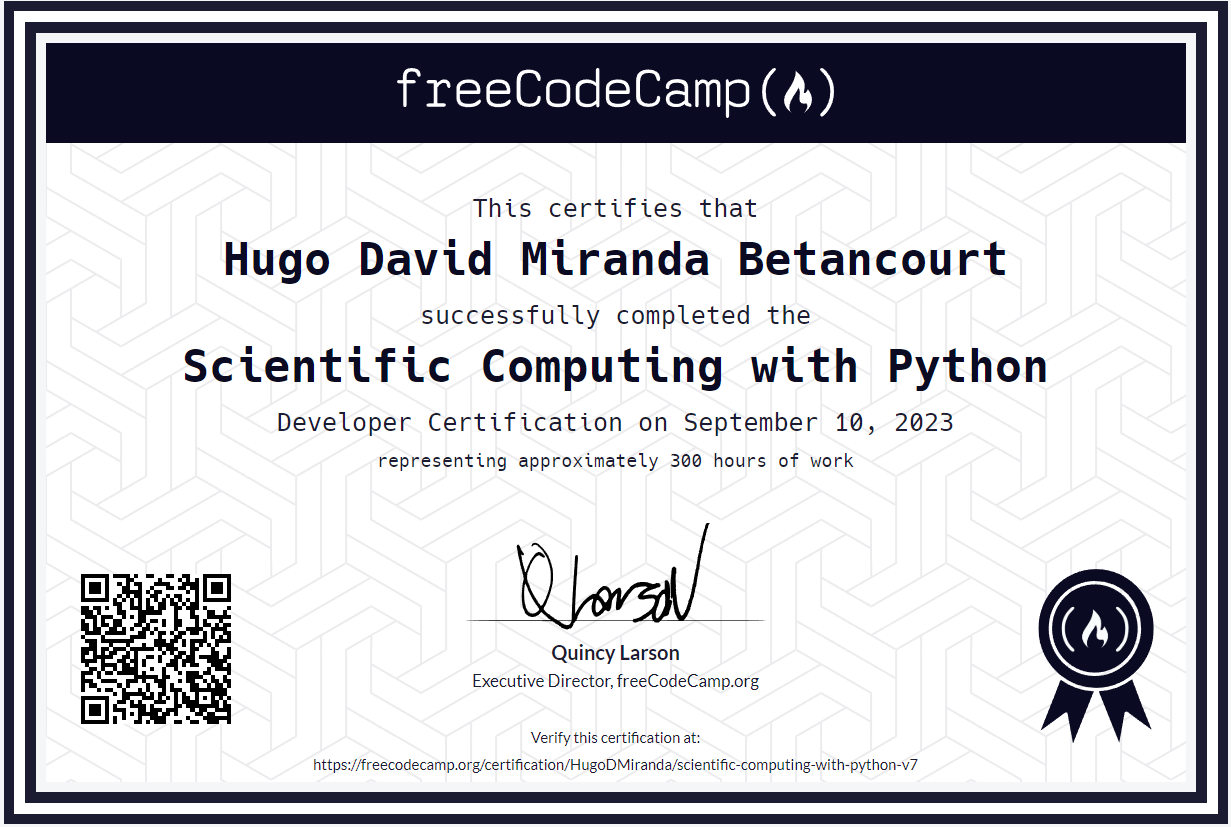 freeCodeCamp
This certifies that
Hugo David Miranda Betancourt
successfully completed the
Scientific Computing with Python
Developer Certification on September 10, 2023
representing approximately 300 hours of work
Q Larson
Quincy Larson
Executive Director, freeCodeCamp.org
Verify this certification at:
https://freecodecamp.org/certification/HugoDMiranda/scientific-computing-with-python-v7